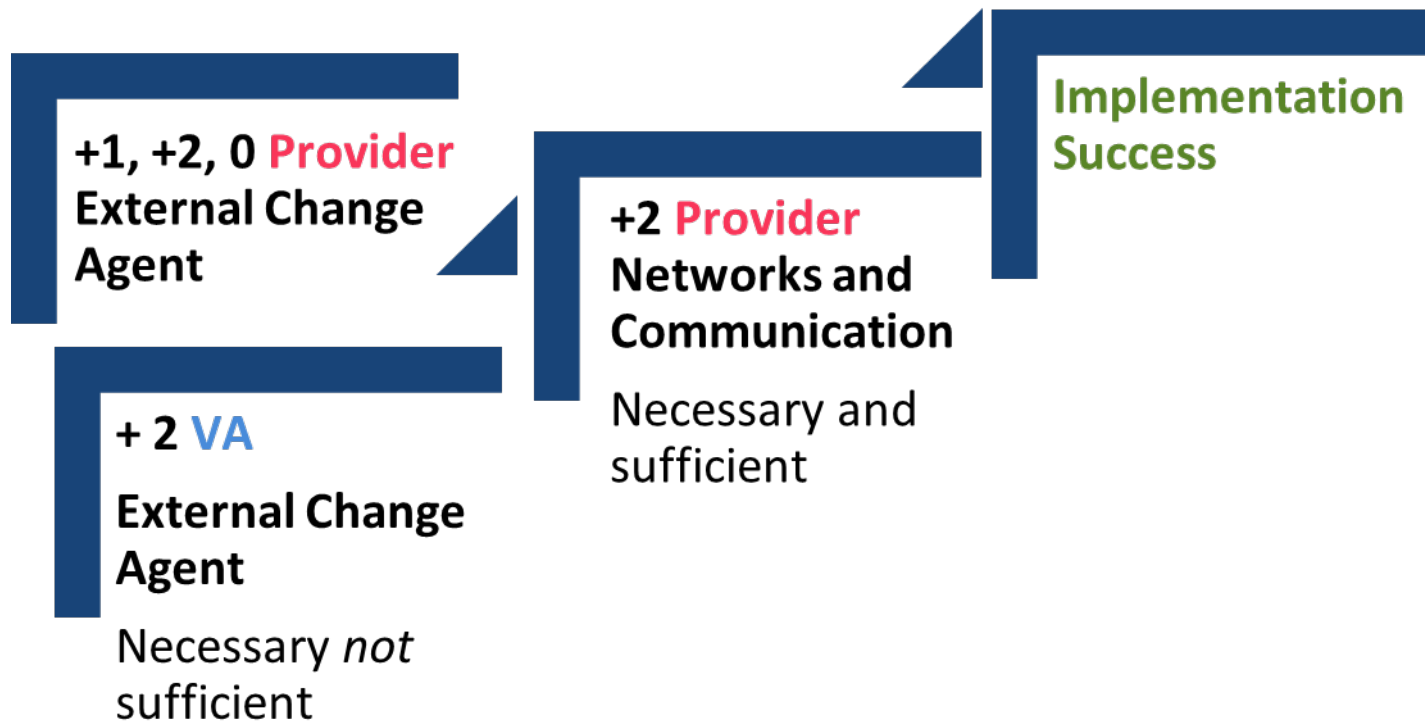 +1, +2, 0 Provider
External Change
Agent
+ 2 VA
External Change
Agent
Necessary not
sufficient
+2 Provider
Networks and
Communication
Necessary and
sufficient
Implementation
Success